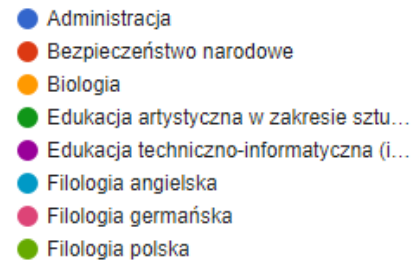 Administracja
Bezpieczeństwo narodowe
Biologia
Edukacja artystyczna w zakresie sztu...
Edukacja techniczno-informatyczna (i...
Filologia angielska
Filologia germańska
Filologia polska